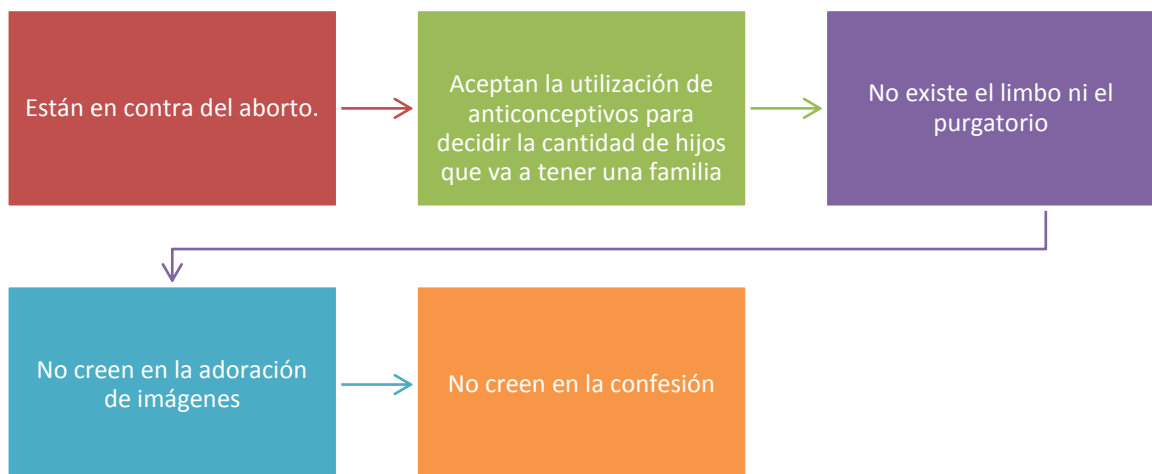 Están en contra del aborto.
Aceptan la utilización de
anticonceptivos para
decidir la cantidad de hijos
que va a tener una familia
No existe el limbo ni el
purgatorio
No creen en la adoración
de imágenes
No creen en la confesión